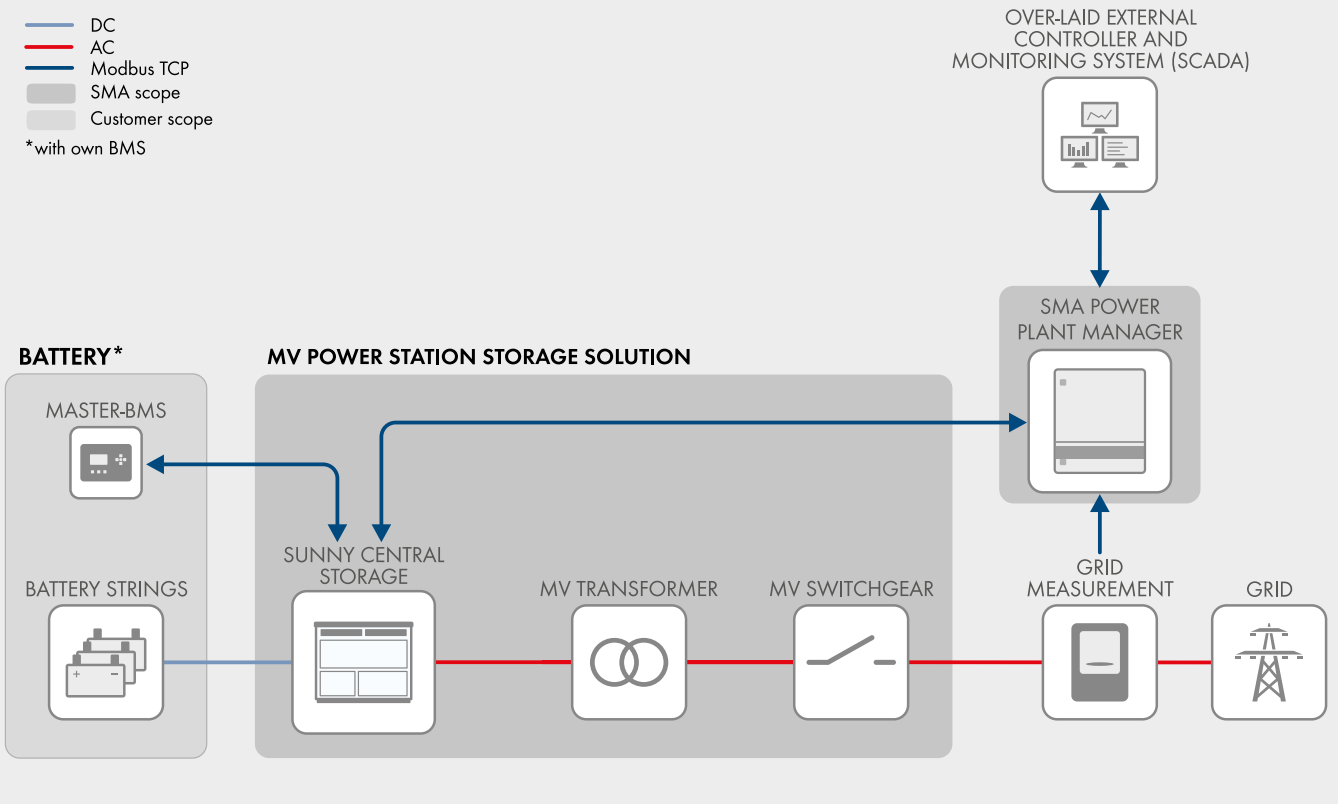 DC
AC
Modbus TCP
SMA scope
Customer scope
*with own BMS
OVER-LAID EXTERNAL
CONTROLLER AND
MONITORING SYSTEM (SCADA)
SMA POWER
PLANT MANAGER
BATTERY*
MV POWER STATION STORAGE SOLUTION
MASTER-BMS
SUNNY CENTRAL
STORAGE
BATTERY STRINGS
MV TRANSFORMER
MV SWITCHGEAR
GRID
MEASUREMENT
GRID